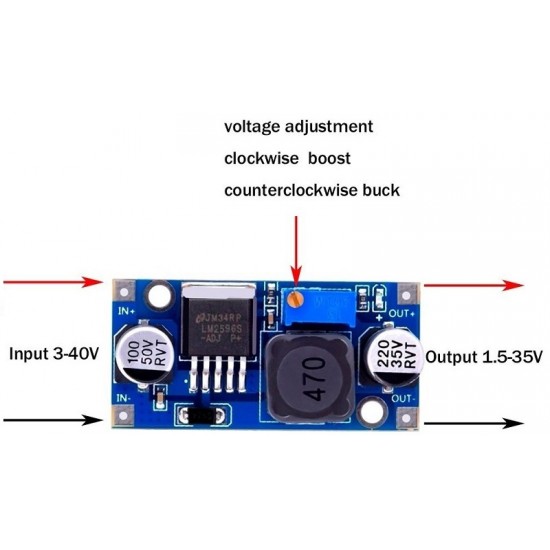 voltage adjustment
clockwise boost
counterclockwise buck
IN+
OUT+
JM34RP
LM2596S
-ADJ P+
100
50V
RVT
220
35V
RVT
470
Input 3-40V
Output 1.5-35V
IN-
OUT-